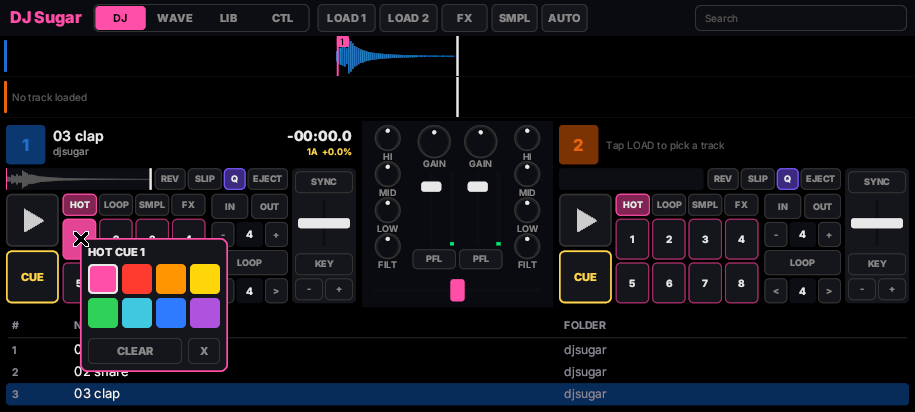 DJ Sugar DJ WAVE LIB CTL LOAD 1 LOAD 2 FX SMPL AUTO Search
1
No track loaded
1 03 clap -00:00.0 2 Tap LOAD to pick a track
djsugar 1A +0.0%
HI GAIN GAIN HI
REV SLIP Q EJECT SYNC MID MID REV SLIP Q EJECT SYNC
HOT LOOP SMPL FX IN OUT HOT LOOP SMPL FX IN OUT
LOW LOW
- 4 + 1 2 3 4 - 4 +
HOT CUE 1
LOOP KEY FILT PFL PFL FILT LOOP KEY
CUE CUE
4 > - + 5 6 7 8 < 4 > - +
# FOLDER
1 djsugar
CLEAR X
2 02 snare djsugar
3 03 clap djsugar